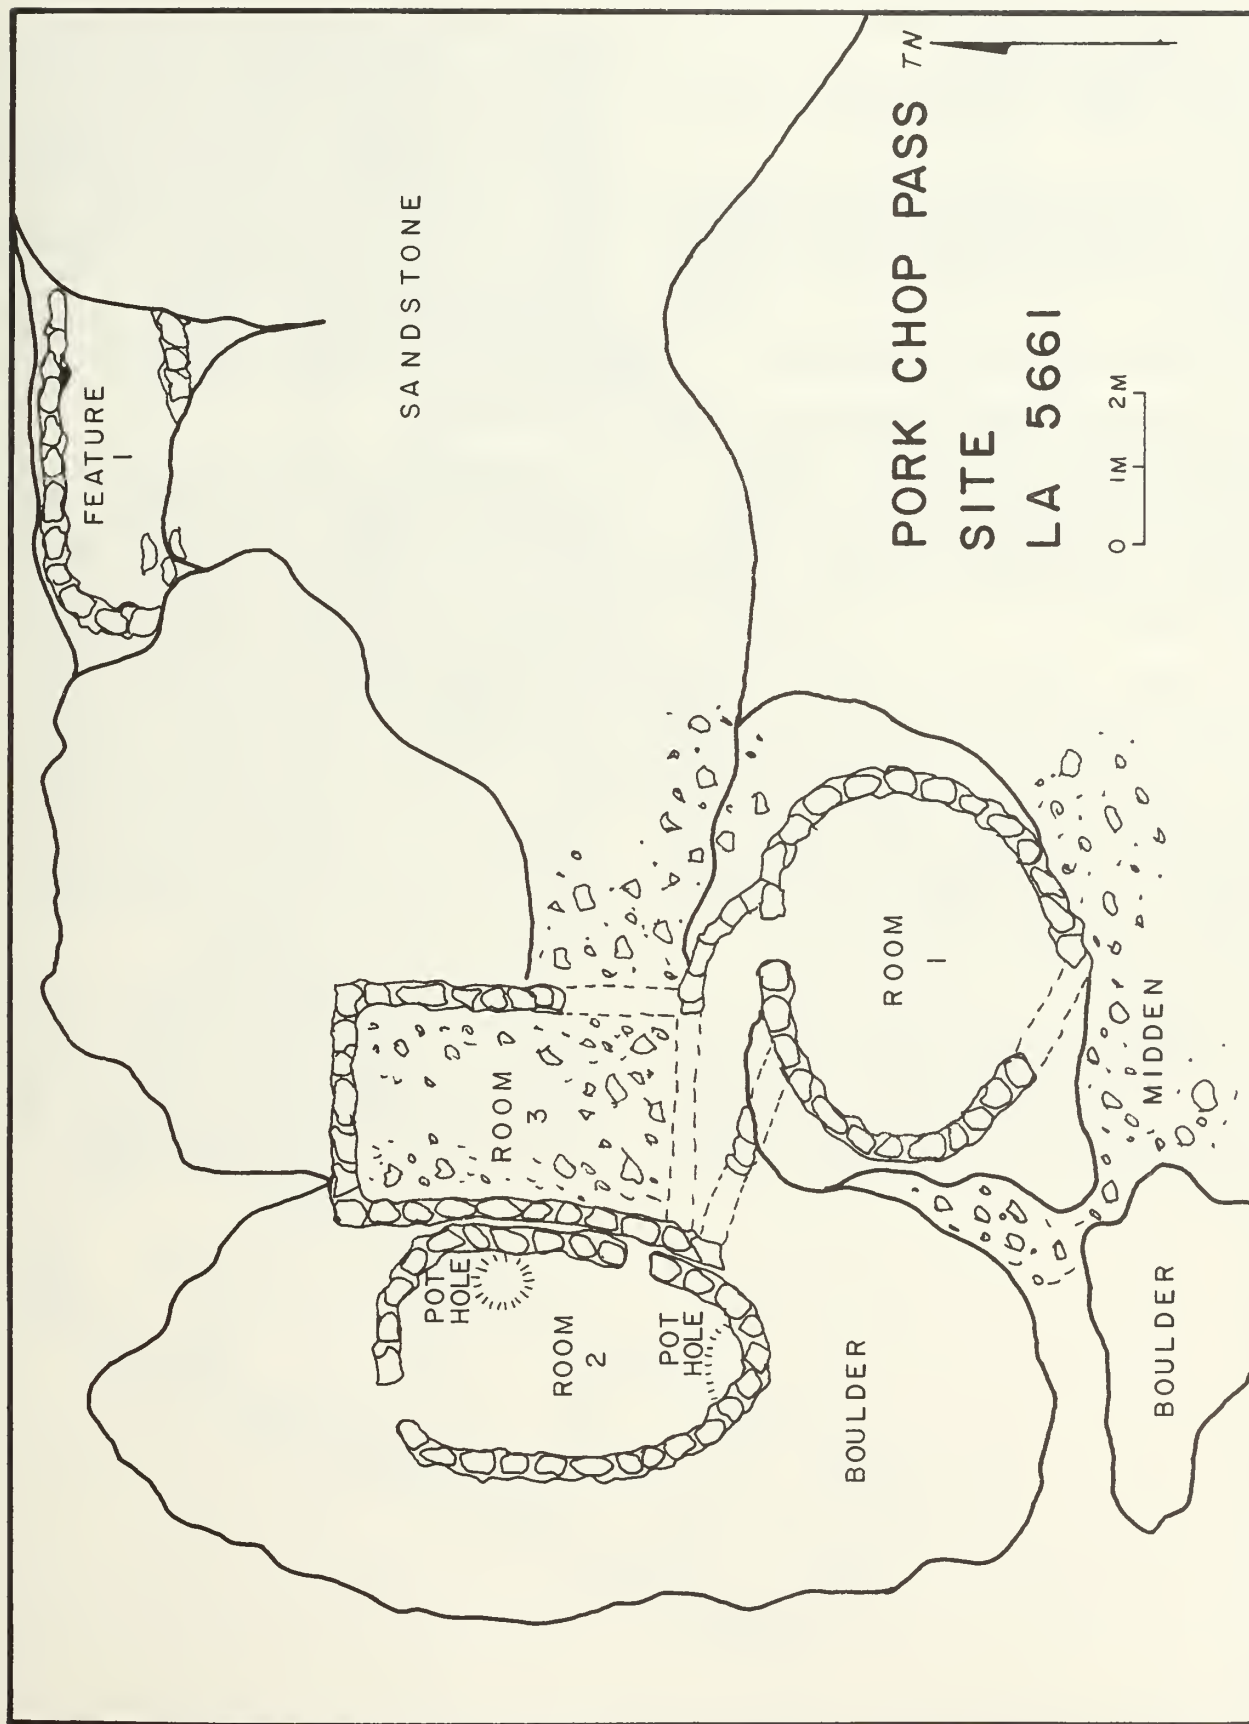 FEATURE
1
SANDSTONE
POT
HOLE
ROOM
3
ROOM
2
POT
HOLE
ROOM
1
BOULDER
MIDDEN
BOULDER
TN
PORK CHOP PASS
SITE
LA 5661
0 1M 2M